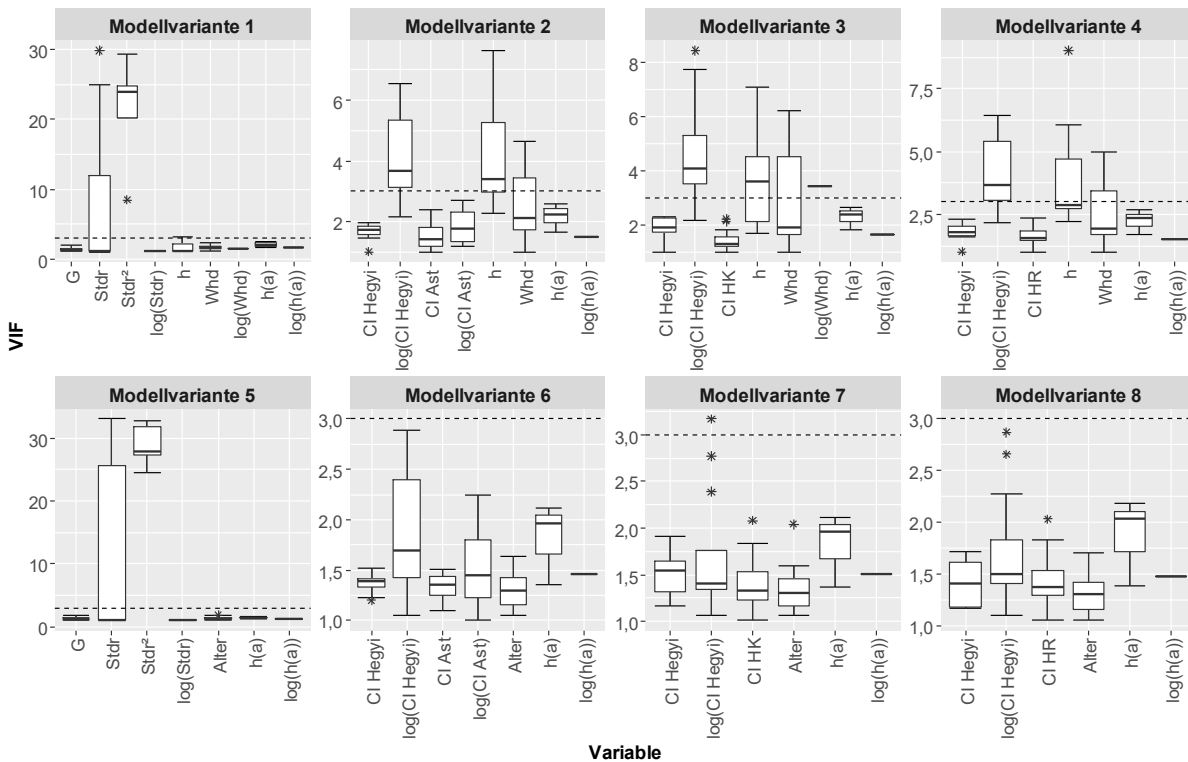 Modellvariante 1
Modellvariante 2
Modellvariante 3
Modellvariante 4
30
20
10
0
6
4
2
8
6
4
2
7,5
5,0
2,5
G
Stdr
Stdr²
log(Stdr)
h
Whd
log(Whd)
h(a)
log(h(a))
CI Hegyi
log(CI Hegyi)
CI Ast
log(CI Ast)
h
Whd
h(a)
log(h(a))
CI Hegyi
log(CI Hegyi)
CI HK
h
Whd
log(Whd)
h(a)
log(h(a))
CI Hegyi
log(CI Hegyi)
CI HR
h
Whd
h(a)
log(h(a))
VIF
Modellvariante 5
Modellvariante 6
Modellvariante 7
Modellvariante 8
30
20
10
0
3,0
2,5
2,0
1,5
1,0
3,0
2,5
2,0
1,5
1,0
3,0
2,5
2,0
1,5
1,0
G
Stdr
Stdr²
log(Stdr)
Alter
h(a)
log(h(a))
CI Hegyi
log(CI Hegyi)
CI Ast
log(CI Ast)
Alter
h(a)
log(h(a))
CI Hegyi
log(CI Hegyi)
CI HK
Alter
h(a)
log(h(a))
CI Hegyi
log(CI Hegyi)
CI HR
Alter
h(a)
log(h(a))
Variable